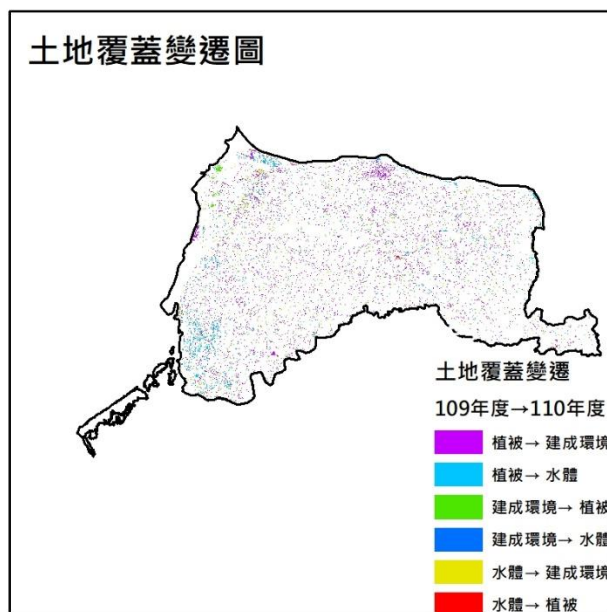 土地覆蓋變遷圖
土地覆蓋變遷
109年度→110年度
植被→ 建成環境
植被→ 水體
建成環境→ 植被
建成環境→ 水體
水體→ 建成環境
水體→ 植被